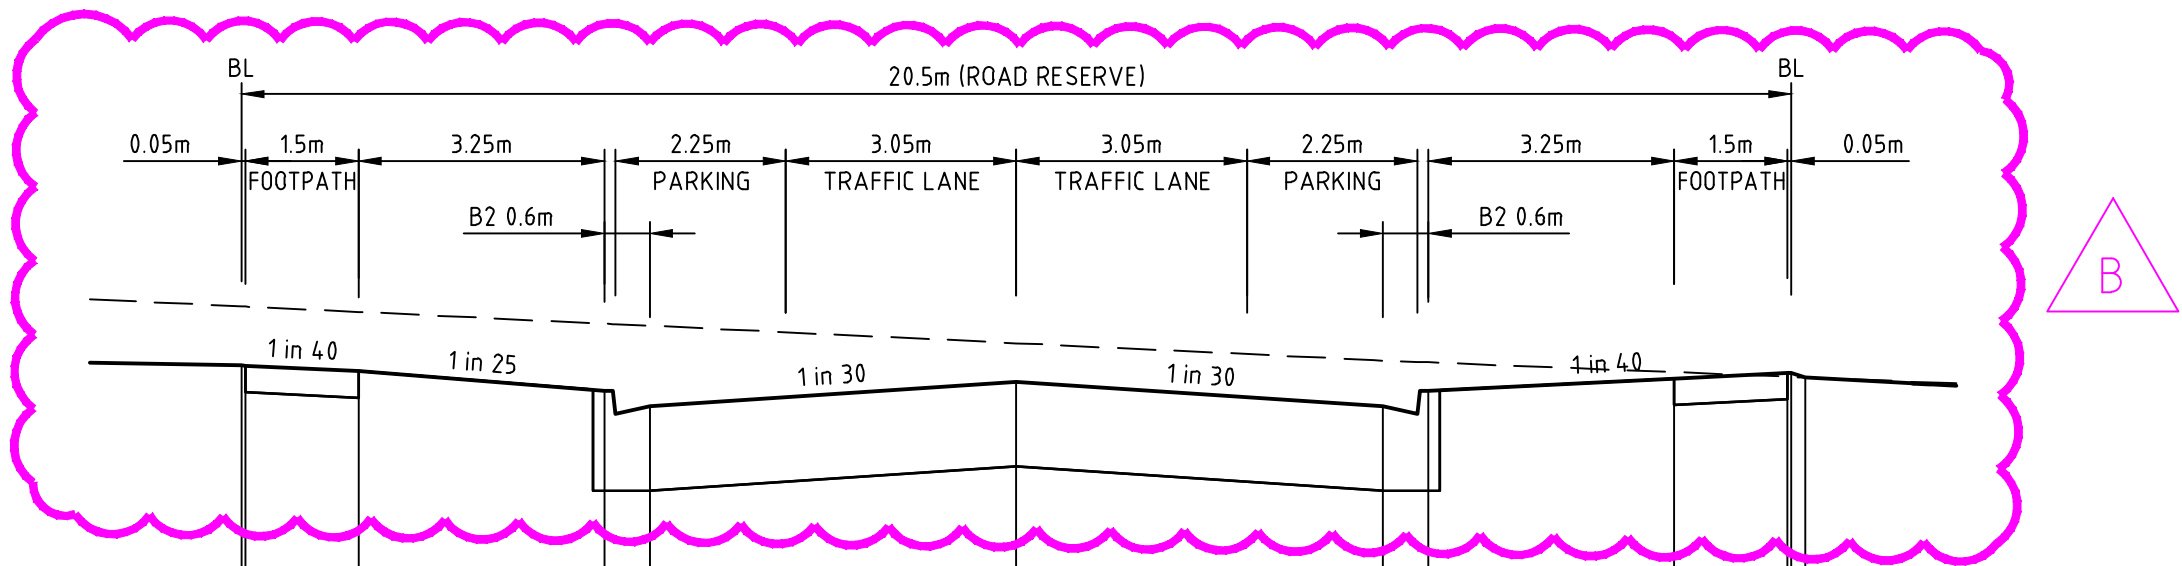 BL BL
20.5m (ROAD RESERVE)
0.05m 1.5m 3.25m 2.25m 3.05m 3.05m 2.25m 3.25m 1.5m 0.05m
FOOTPATH PARKING TRAFFIC LANE TRAFFIC LANE PARKING FOOTPATH
B2 0.6m B2 0.6m
B
1 in 40 1 in 25 1 in 30 1 in 30 1 in 40